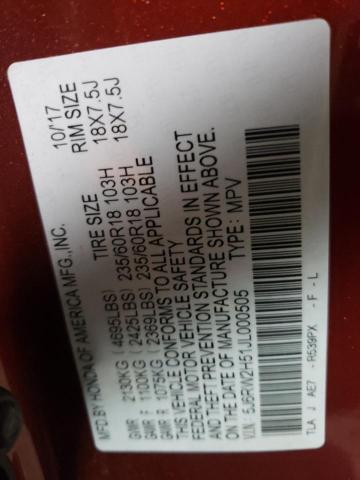 MFD. BY HONDA OF AMERICA MFG., INC. 10/17
TIRE SIZE RIM SIZE
GVWR 2130KG (4695LBS)
GAWR F 1100KG (2425LBS) 235/60R18 103H 18X7.5J
GAWR R 1075KG (2369LBS) 235/60R18 103H 18X7.5J
THIS VEHICLE CONFORMS TO ALL APPLICABLE
FEDERAL MOTOR VEHICLE SAFETY
AND THEFT PREVENTION STANDARDS IN EFFECT
ON THE DATE OF MANUFACTURE SHOWN ABOVE.
V.I.N: 5J6RW2H51JL000505 TYPE: MPV
TLA J AE7 - R539PX - F - L